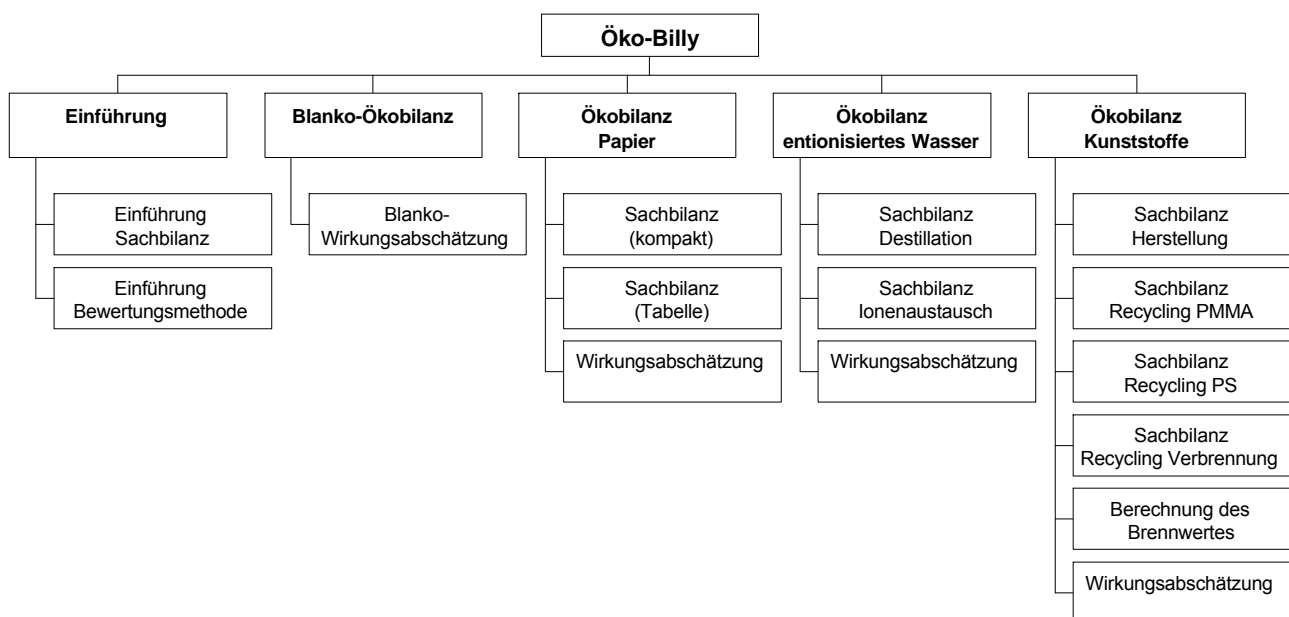 Öko-Billy
Einführung
Blanko-Ökobilanz
Ökobilanz
Papier
Ökobilanz
entionisiertes Wasser
Ökobilanz
Kunststoffe
Einführung
Sachbilanz
Einführung
Bewertungsmethode
Blanko-
Wirkungsabschätzung
Sachbilanz
(kompakt)
Sachbilanz
(Tabelle)
Wirkungsabschätzung
Sachbilanz
Destillation
Sachbilanz
Ionenaustausch
Wirkungsabschätzung
Sachbilanz
Herstellung
Sachbilanz
Recycling PMMA
Sachbilanz
Recycling PS
Sachbilanz
Recycling Verbrennung
Berechnung des
Brennwertes
Wirkungsabschätzung